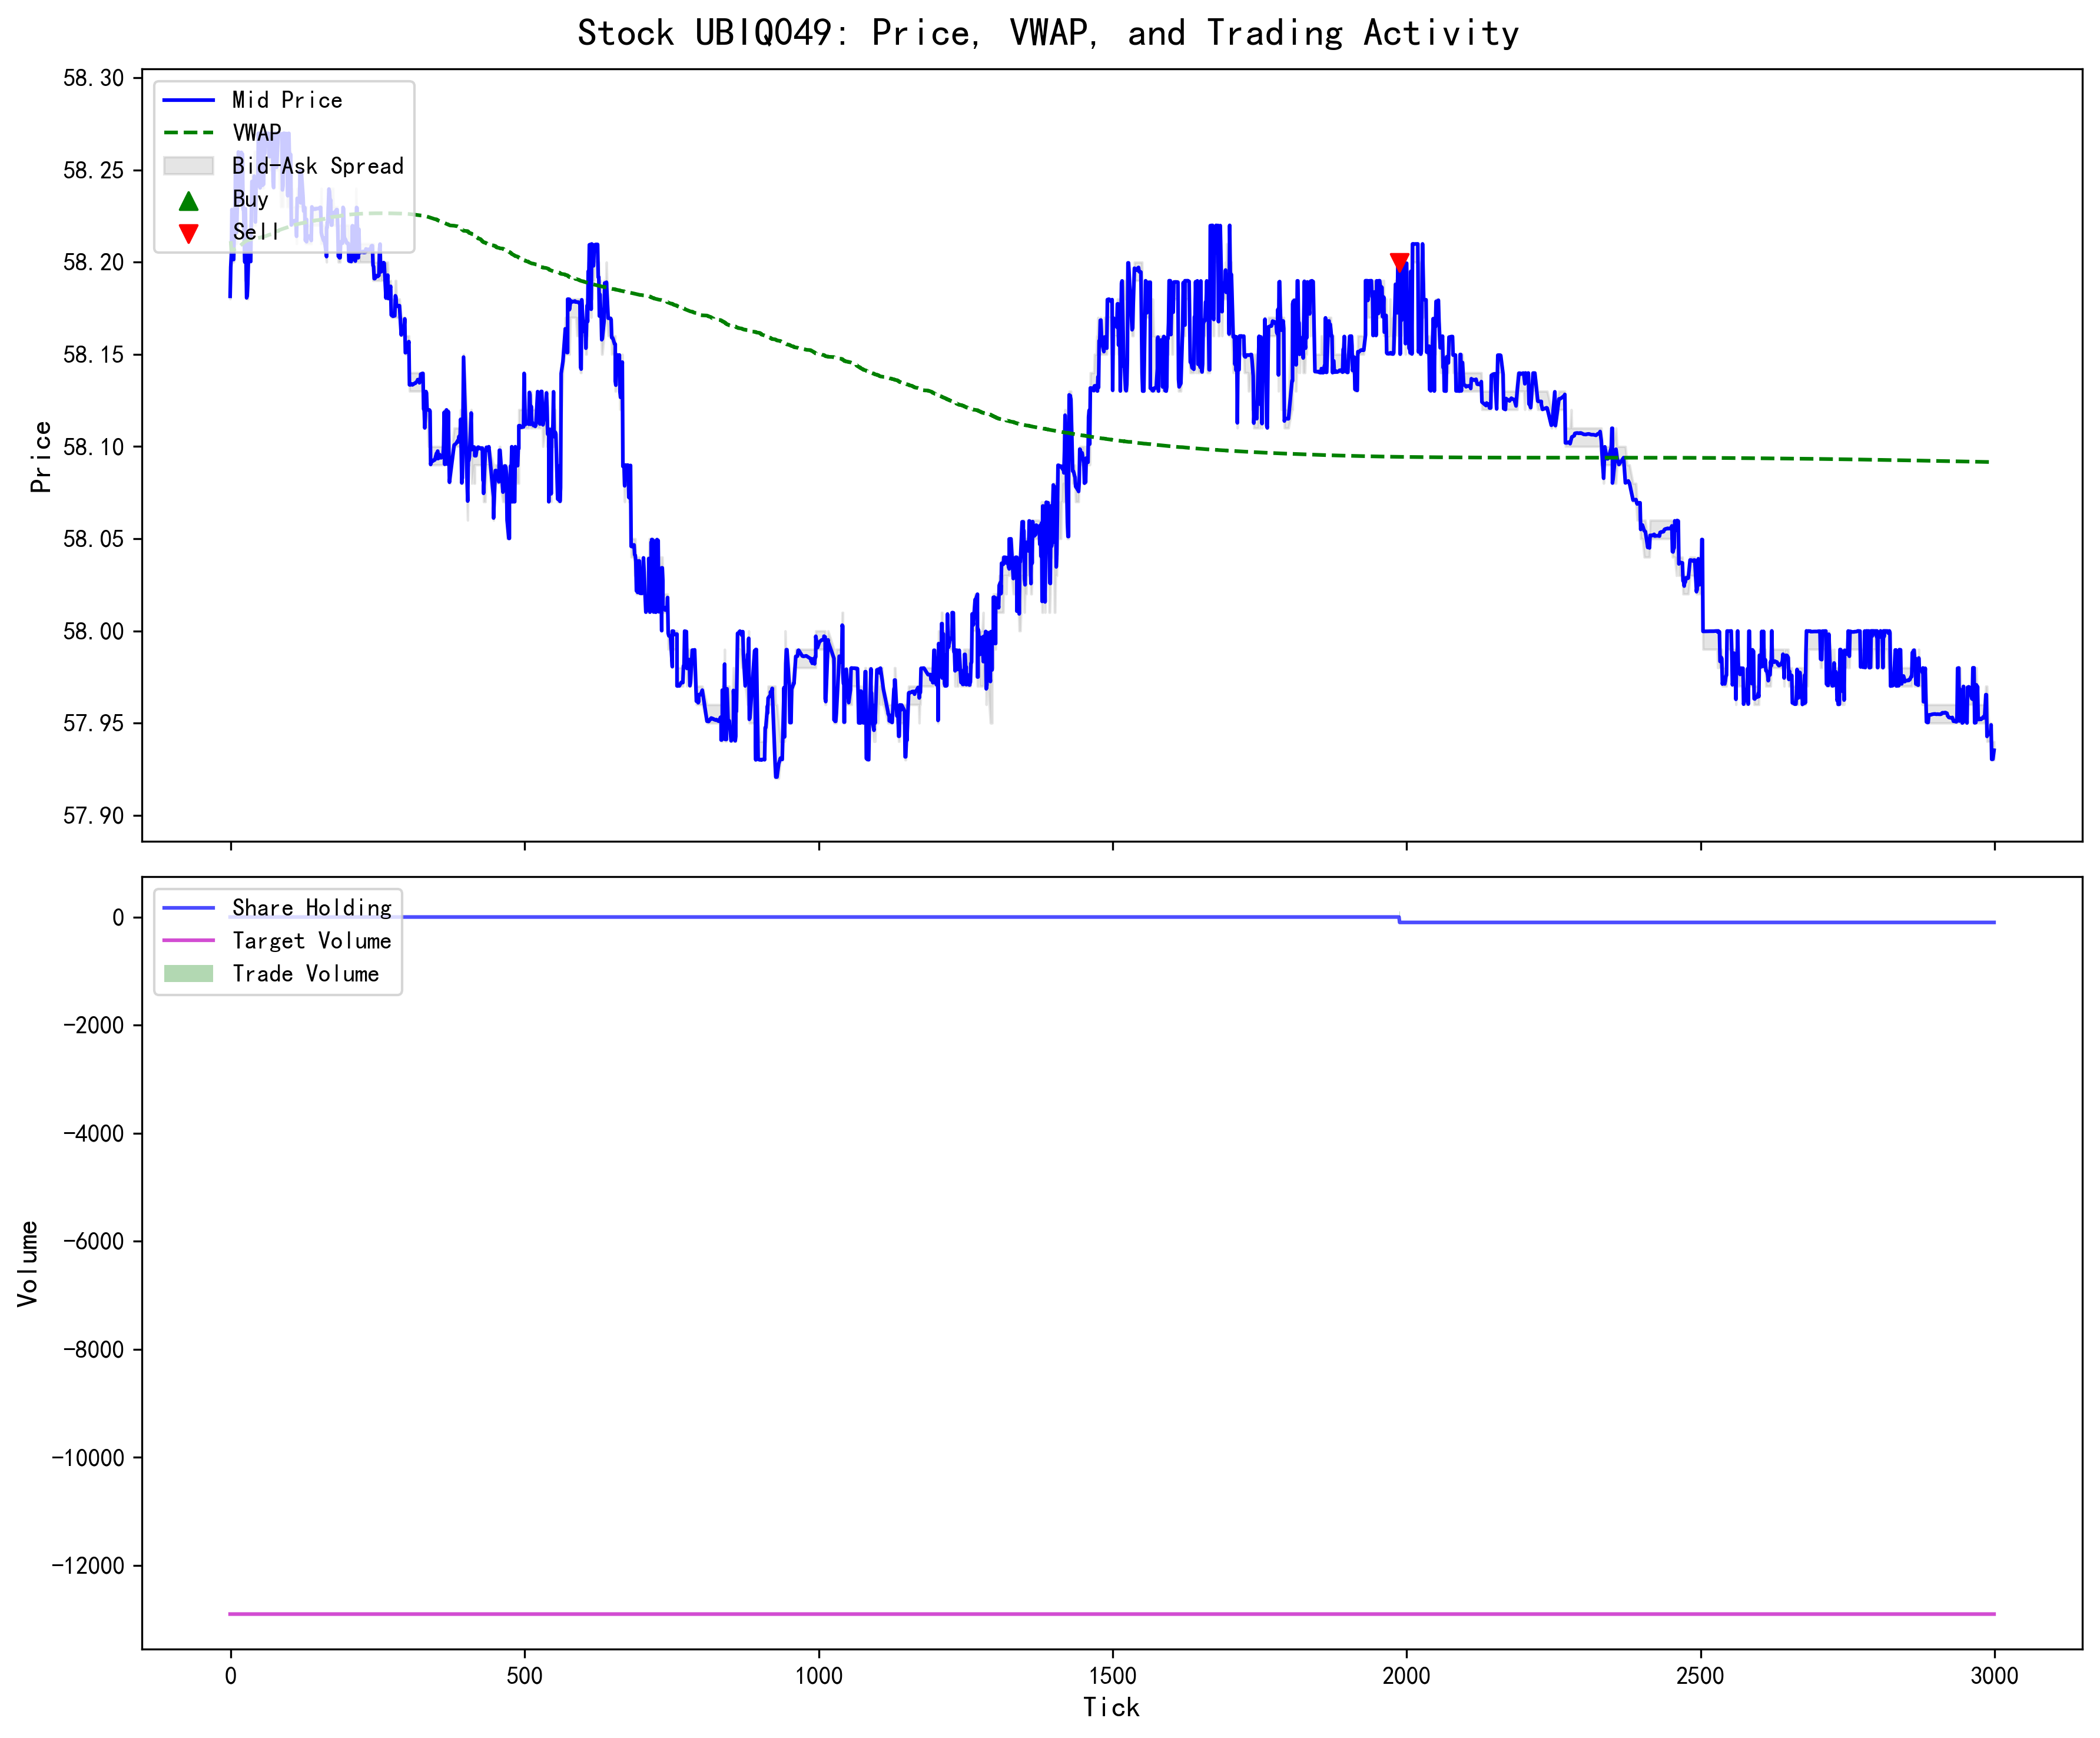 Stock UBIQ049: Price, VWAP, and Trading Activity
58.30
58.25
58.20
58.15
58.10
58.05
58.00
57.95
57.90
Price
Mid Price
VWAP
Bid-Ask Spread
Buy
Sell
0
-2000
-4000
-6000
-8000
-10000
-12000
Volume
Share Holding
Target Volume
Trade Volume
0 500 1000 1500 2000 2500 3000
Tick